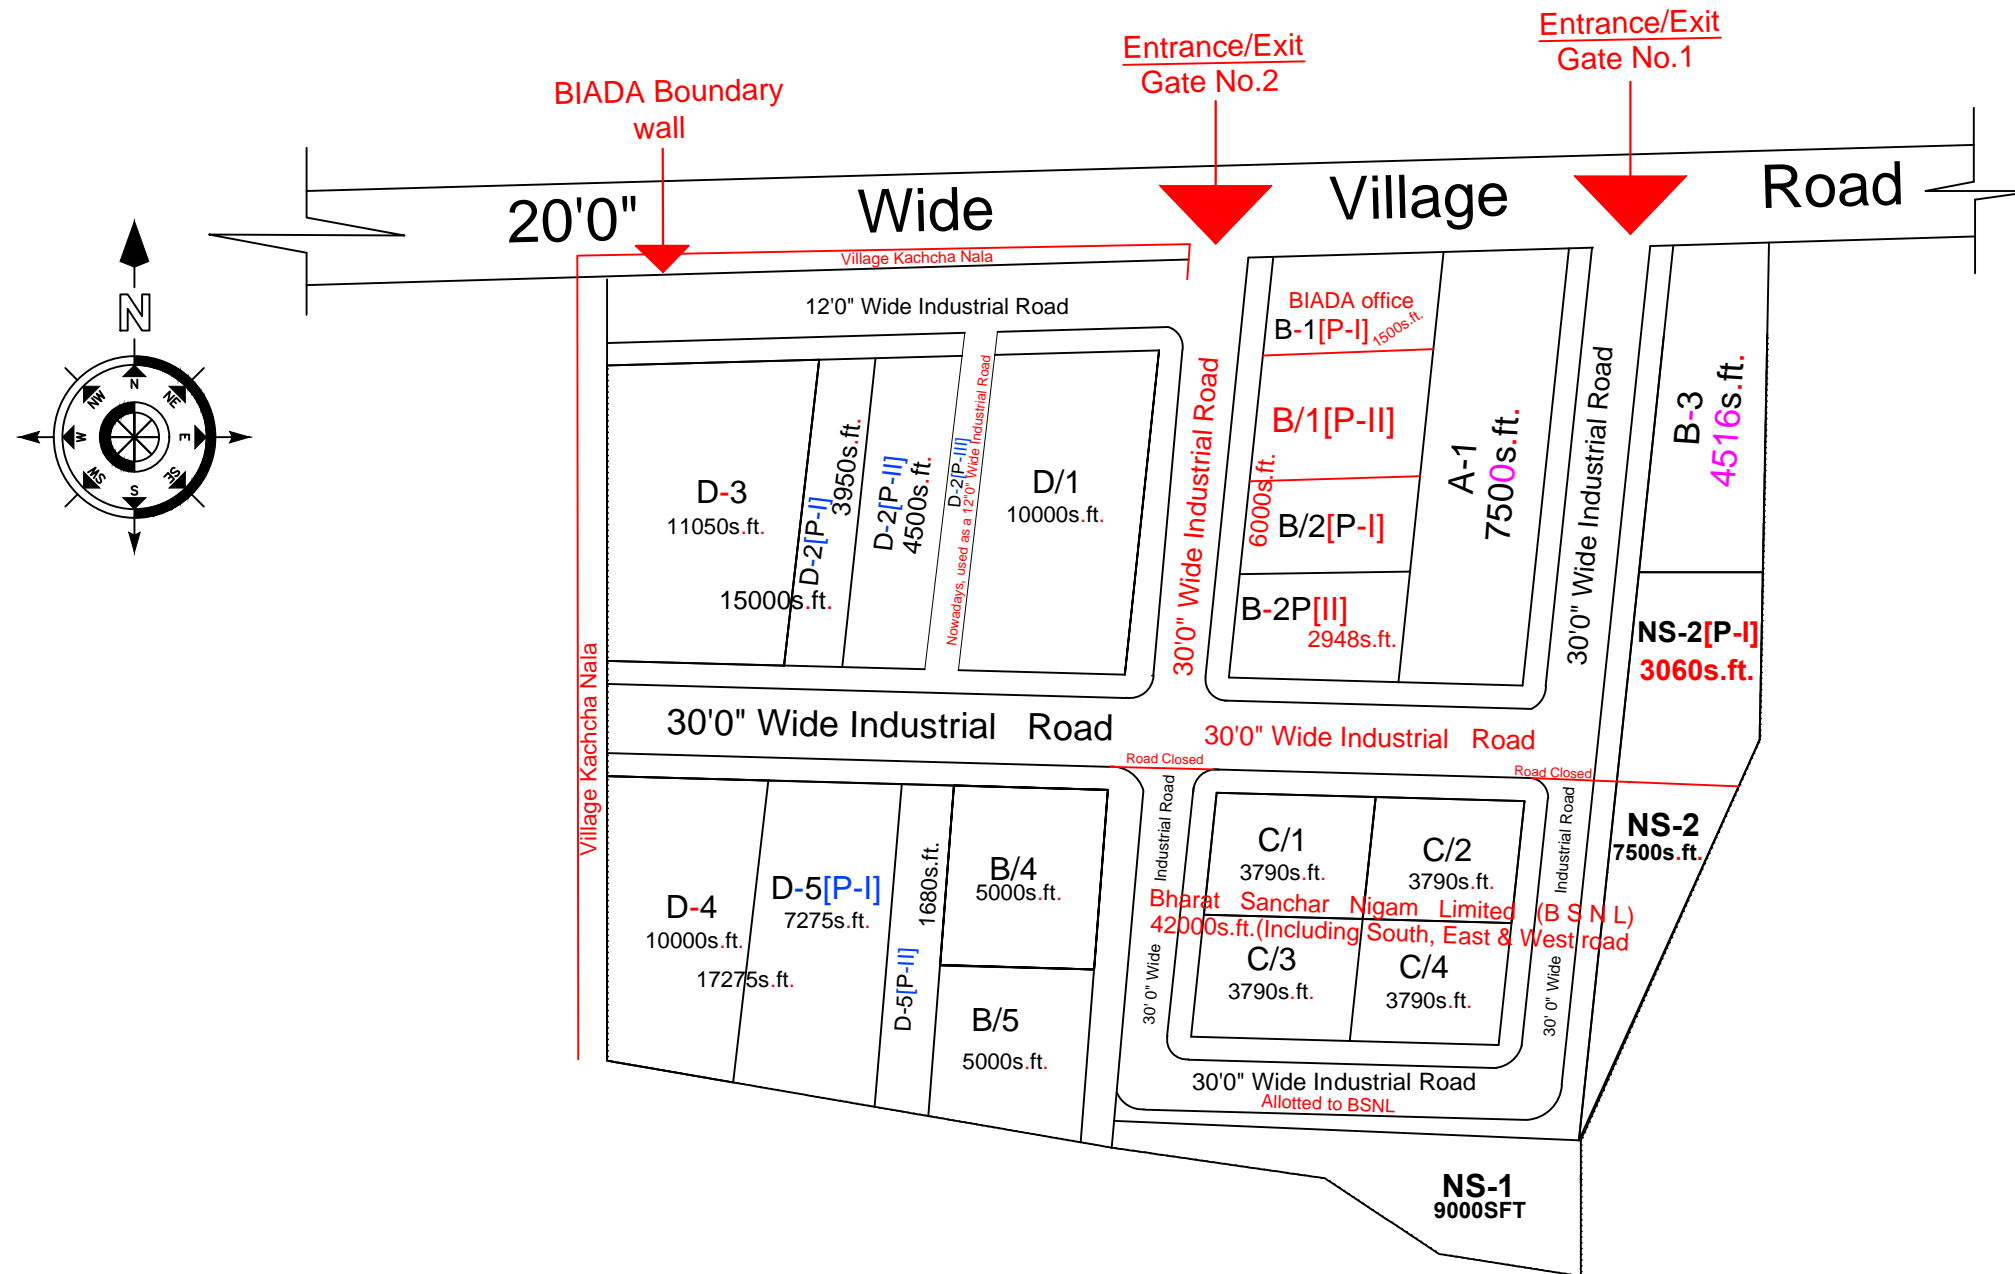 Entrance/Exit
Gate No.1
Entrance/Exit
Gate No.2
BIADA Boundary
wall
20'0" Wide Village Road
Village Kachcha Nala
12'0" Wide Industrial Road
N
N
NE
E
SE
S
SW
W
NW
BIADA office
B-1[P-I] 1500s.ft.
B/1[P-II]
6000s.ft.
B/2[P-I]
B-2P[II]
2948s.ft.
A-1
7500s.ft.
30'0" Wide Industrial Road
30'0" Wide Industrial Road
B-3
4516s.ft.
NS-2[P-I]
3060s.ft.
D-3
11050s.ft.
15000s.ft.
D-2[P-I]
3950s.ft.
D-2[P-II]
4500s.ft.
D-2[P-III]
Nowadays, used as a 12"0" Wide Industrial Road
D/1
10000s.ft.
Village Kachcha Nala
30'0" Wide Industrial Road
30'0" Wide Industrial Road
Road Closed
Road Closed
D-4
10000s.ft.
17275s.ft.
D-5[P-I]
7275s.ft.
D-5[P-II]
1680s.ft.
B/4
5000s.ft.
B/5
5000s.ft.
30' 0" Wide Industrial Road
C/1
3790s.ft.
C/2
3790s.ft.
Bharat Sanchar Nigam Limited (B S N L)
42000s.ft.(Including South, East & West road
C/3
3790s.ft.
C/4
3790s.ft.
30' 0" Wide Industrial Road
NS-2
7500s.ft.
30'0" Wide Industrial Road
Allotted to BSNL
NS-1
9000SFT